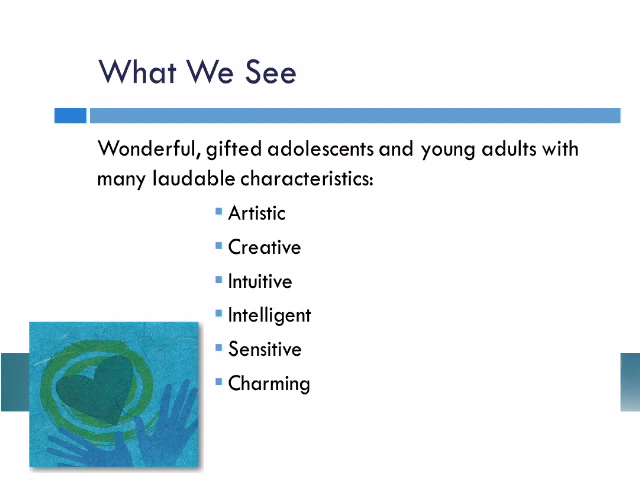 What We See
Wonderful, gifted adolescents and young adults with
many laudable characteristics:
Artistic
Creative
Intuitive
Intelligent
Sensitive
Charming